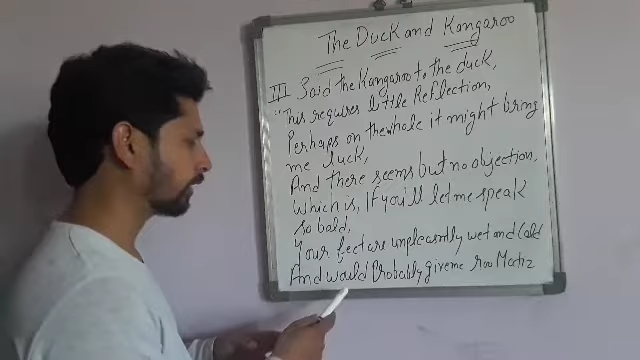 The Duck and Kangaroo
III Said the Kangaroo to the duck,
"This requires little Reflection,
Perhaps on the whole it might bring
me luck,
And there seems but no objection,
Which is, If you'll let me speak
so bold,
Your feet are unpleasantly wet and Cold
And would Probably give me roo Matiz